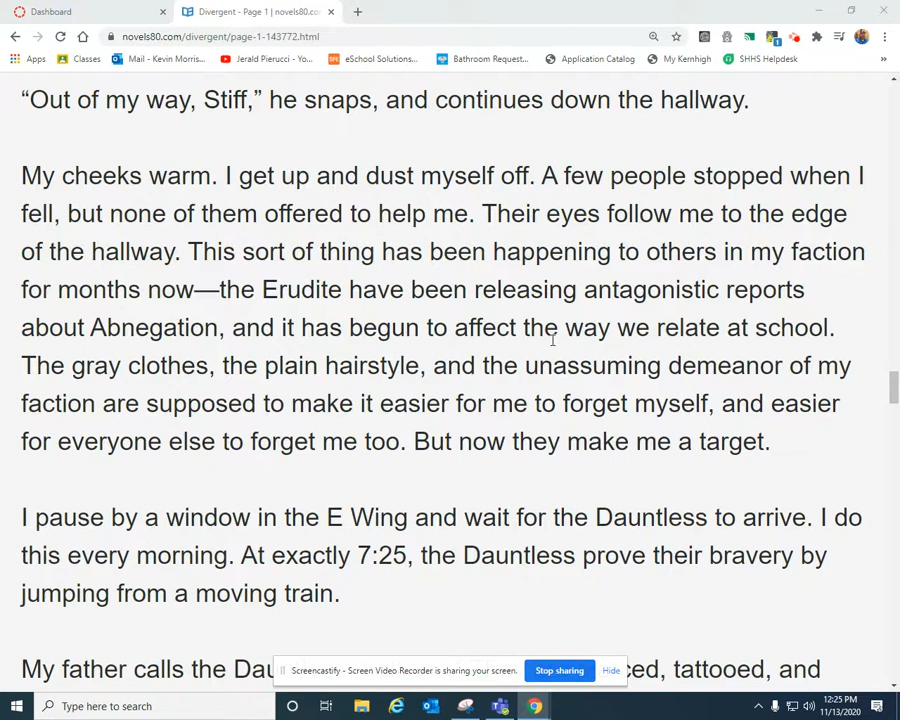 Dashboard
Divergent - Page 1 | novels80.com
novels80.com/divergent/page-1-143772.html
Apps Classes Mail - Kevin Morris... Jerald Pierucci - Yo... eSchool Solutions... Bathroom Request... Application Catalog My Kernhigh SHHS Helpdesk »
“Out of my way, Stiff,” he snaps, and continues down the hallway.
My cheeks warm. I get up and dust myself off. A few people stopped when I
fell, but none of them offered to help me. Their eyes follow me to the edge
of the hallway. This sort of thing has been happening to others in my faction
for months now—the Erudite have been releasing antagonistic reports
about Abnegation, and it has begun to affect the way we relate at school.
The gray clothes, the plain hairstyle, and the unassuming demeanor of my
faction are supposed to make it easier for me to forget myself, and easier
for everyone else to forget me too. But now they make me a target.
I pause by a window in the E Wing and wait for the Dauntless to arrive. I do
this every morning. At exactly 7:25, the Dauntless prove their bravery by
jumping from a moving train.
My father calls the Dau ced, tattooed, and
Screencastify - Screen Video Recorder is sharing your screen. Stop sharing Hide
Type here to search
12:25 PM
11/13/2020